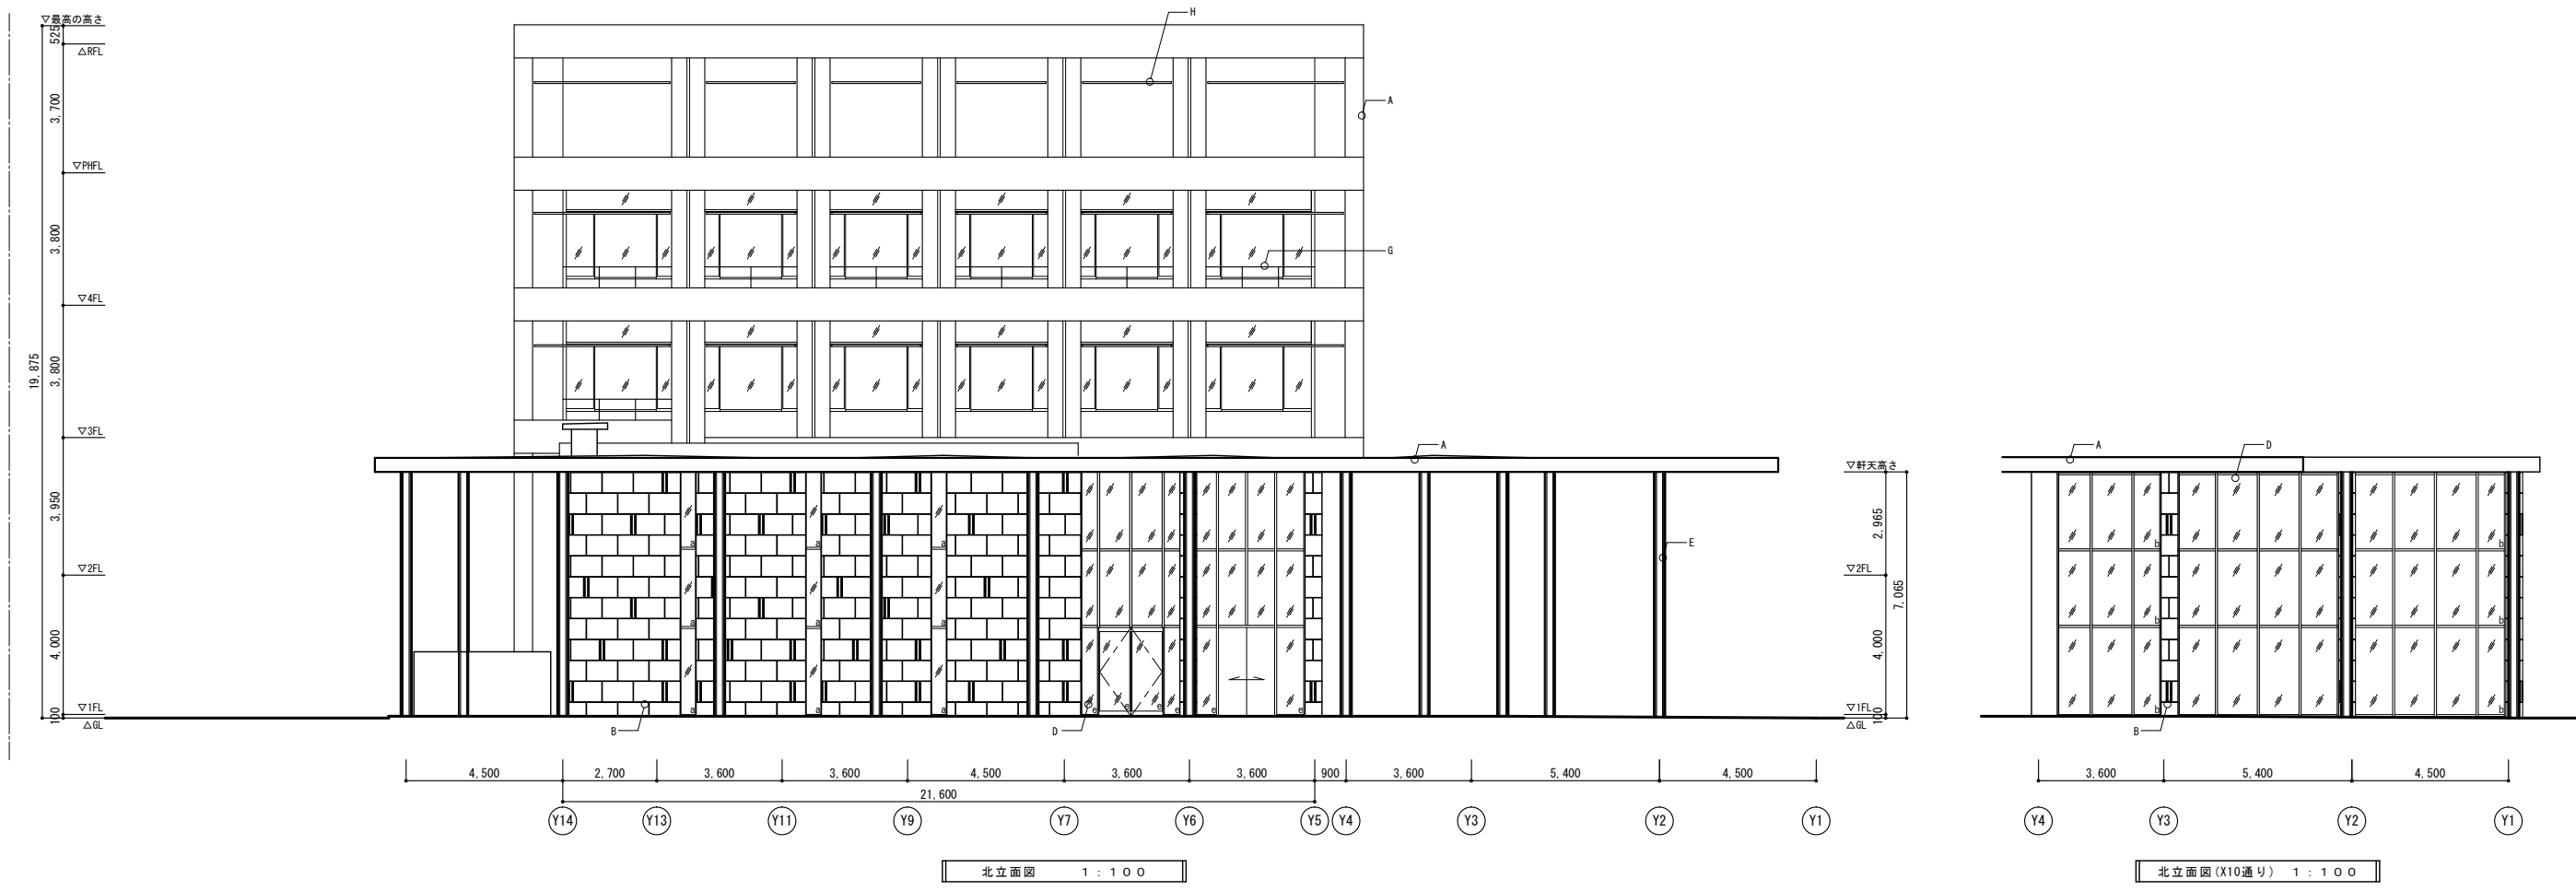 ▽最高の高さ
525
△RFL
3,700
▽PHFL
3,800
▽4FL
19,875
3,800
▽3FL
3,950
▽2FL
4,000
▽1FL
100
△GL
H
A
G
A
E
B
D
a a a
a a a
a a a
e e e e e e
▽軒天高さ
2,965
▽2FL
7,065
4,000
▽1FL
100
△GL
4,500 2,700 3,600 3,600 4,500 3,600 3,600 900 3,600 5,400 4,500
21,600
Y14 Y13 Y11 Y9 Y7 Y6 Y5 Y4 Y3 Y2 Y1
北立面図 1:100
A
D
b b
b b
b b
B
3,600 5,400 4,500
Y4 Y3 Y2 Y1
北立面図(X10通り) 1:100